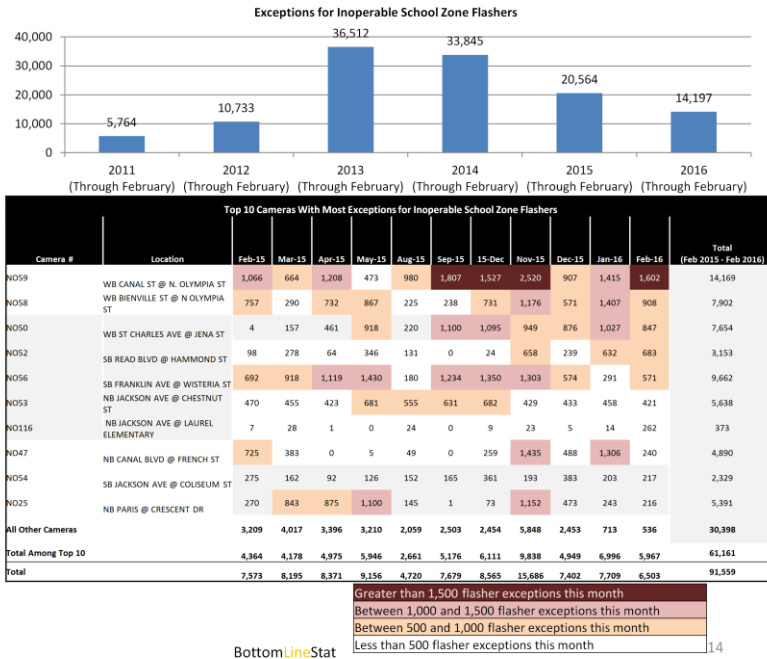 Exceptions for Inoperable School Zone Flashers
40,000
30,000
20,000
10,000
0
5,764
10,733
36,512
33,845
20,564
14,197
2011 2012 2013 2014 2015 2016
(Through February) (Through February) (Through February) (Through February) (Through February) (Through February)
Top 10 Cameras With Most Exceptions for Inoperable School Zone Flashers
Camera # Location Feb-15 Mar-15 Apr-15 May-15 Aug-15 Sep-15 15-Dec Nov-15 Dec-15 Jan-16 Feb-16 Total (Feb 2015 - Feb 2016)
NO59 WB CANAL ST @ N. OLYMPIA ST 1,066 664 1,208 473 980 1,807 1,527 2,520 907 1,415 1,602 14,169
NO58 WB BIENVILLE ST @ N OLYMPIA ST 757 290 732 867 225 238 731 1,176 571 1,407 908 7,902
NO50 WB ST CHARLES AVE @ JENA ST 4 157 461 918 220 1,100 1,095 949 876 1,027 847 7,654
NO52 SB READ BLVD @ HAMMOND ST 98 278 64 346 131 0 24 658 239 632 683 3,153
NO56 SB FRANKLIN AVE @ WISTERIA ST 692 918 1,119 1,430 180 1,234 1,350 1,303 574 291 571 9,662
NO53 NB JACKSON AVE @ CHESTNUT ST 470 455 423 681 555 631 682 429 433 458 421 5,638
NO116 NB JACKSON AVE @ LAUREL ELEMENTARY 7 28 1 0 24 0 9 23 5 14 262 373
NO47 NB CANAL BLVD @ FRENCH ST 725 383 0 5 49 0 259 1,435 488 1,306 240 4,890
NO54 SB JACKSON AVE @ COLISEUM ST 275 162 92 126 152 165 361 193 383 203 217 2,329
NO25 NB PARIS @ CRESCENT DR 270 843 875 1,100 145 1 73 1,152 473 243 216 5,391
All Other Cameras 3,209 4,017 3,396 3,210 2,059 2,503 2,454 5,848 2,453 713 536 30,398
Total Among Top 10 4,364 4,178 4,975 5,946 2,661 5,176 6,111 9,838 4,949 6,996 5,967 61,161
Total 7,573 8,195 8,371 9,156 4,720 7,679 8,565 15,686 7,402 7,709 6,503 91,559
Greater than 1,500 flasher exceptions this month
Between 1,000 and 1,500 flasher exceptions this month
Between 500 and 1,000 flasher exceptions this month
Less than 500 flasher exceptions this month
BottomLineStat
14